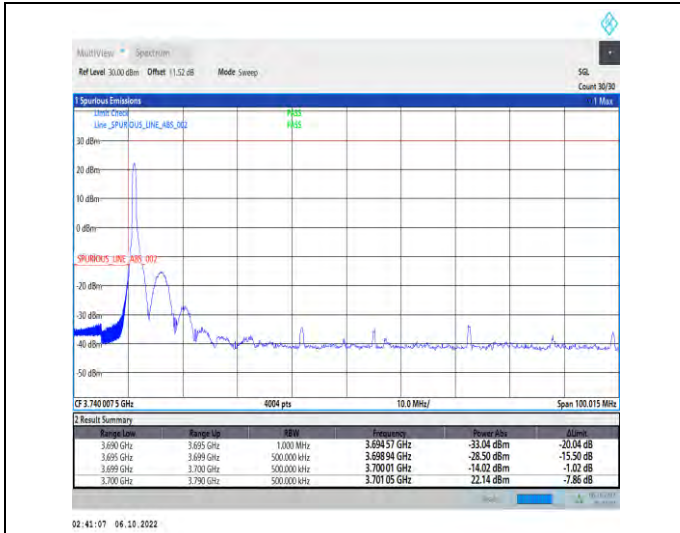 MultiView Spectrum
Ref Level 30.00 dBm Offset 11.52 dB Mode Sweep SGL
Count 30/30
1 Spurious Emissions 1 Max
Limit Check PASS
Line _SPURIOUS_LINE_ABS_002 PASS
30 dBm
20 dBm
10 dBm
0 dBm
_SPURIOUS_LINE_ABS_002
-20 dBm
-30 dBm
-40 dBm
-50 dBm
CF 3.740 007 5 GHz 4004 pts 10.0 MHz/ Span 100.015 MHz
2 Result Summary
Range Low Range Up RBW Frequency Power Abs ΔLimit
3.690 GHz 3.695 GHz 1.000 MHz 3.694 57 GHz -33.04 dBm -20.04 dB
3.695 GHz 3.699 GHz 500.000 kHz 3.698 94 GHz -28.50 dBm -15.50 dB
3.699 GHz 3.700 GHz 500.000 kHz 3.700 01 GHz -14.02 dBm -1.02 dB
3.700 GHz 3.790 GHz 500.000 kHz 3.701 05 GHz 22.14 dBm -7.86 dB
02:41:07 06.10.2022